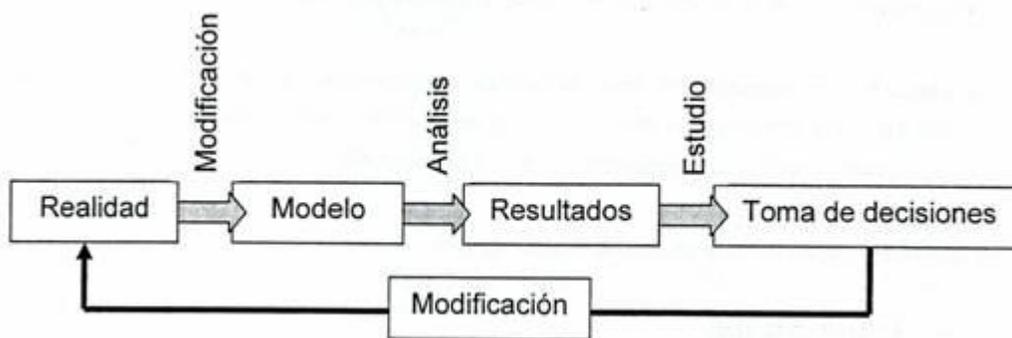 Modificación
Análisis
Estudio
Realidad
Modelo
Resultados
Toma de decisiones
Modificación